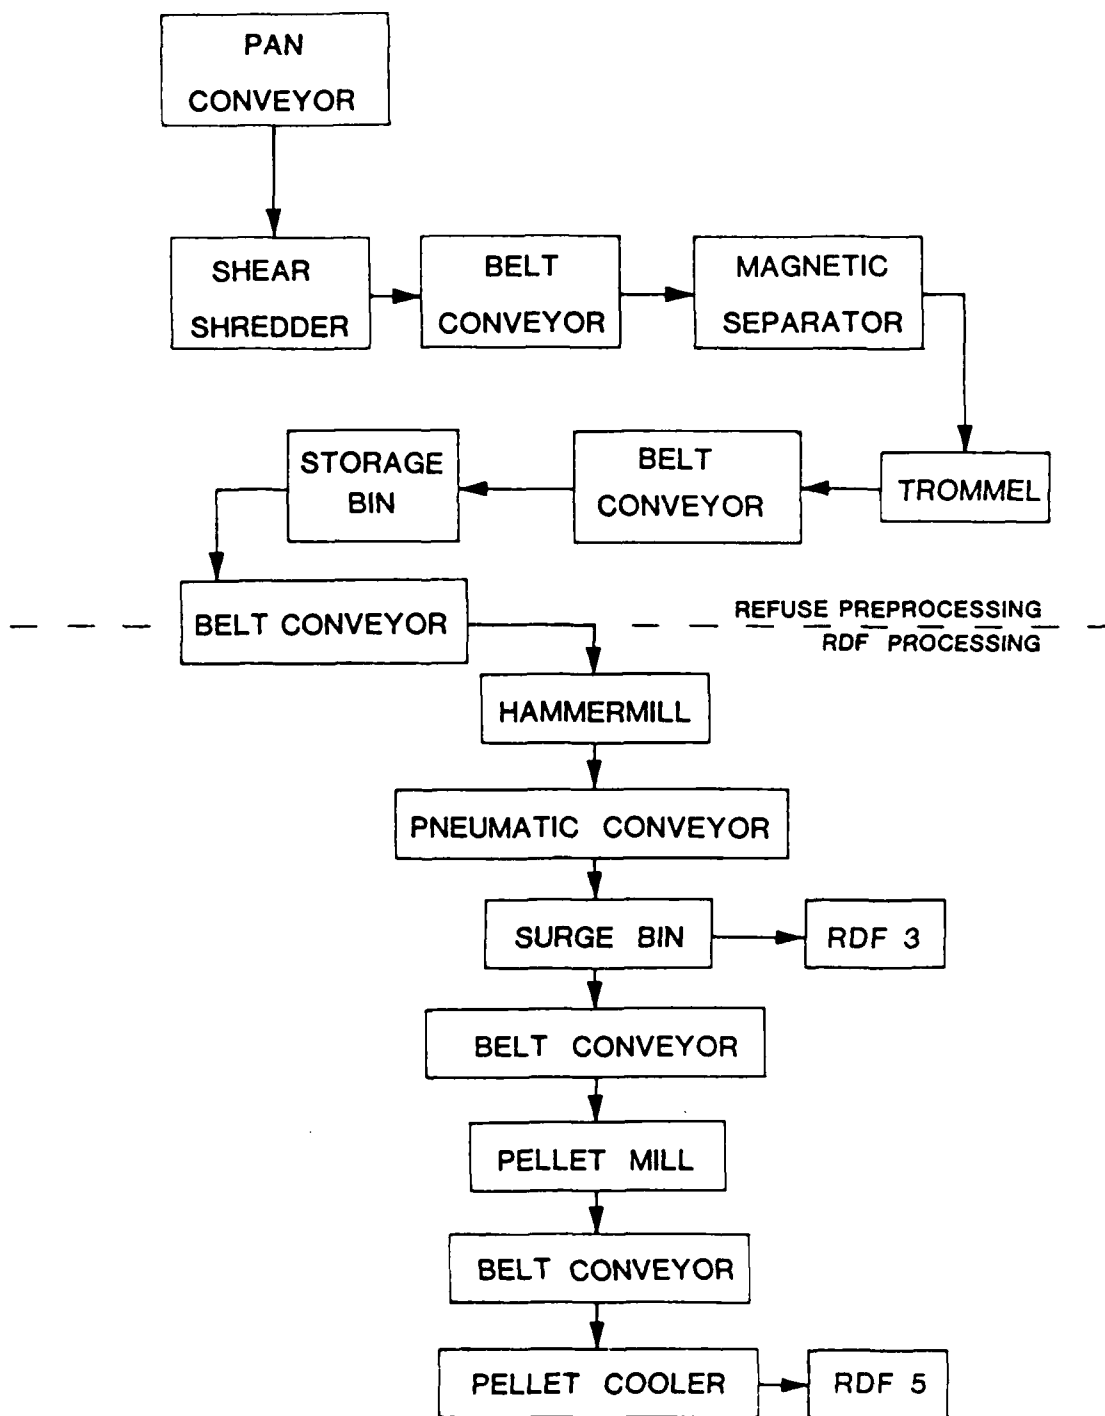 PAN
CONVEYOR
SHEAR
SHREDDER
BELT
CONVEYOR
MAGNETIC
SEPARATOR
TROMMEL
BELT
CONVEYOR
STORAGE
BIN
BELT CONVEYOR
REFUSE PREPROCESSING
RDF PROCESSING
HAMMERMILL
PNEUMATIC CONVEYOR
SURGE BIN
RDF 3
BELT CONVEYOR
PELLET MILL
BELT CONVEYOR
PELLET COOLER
RDF 5